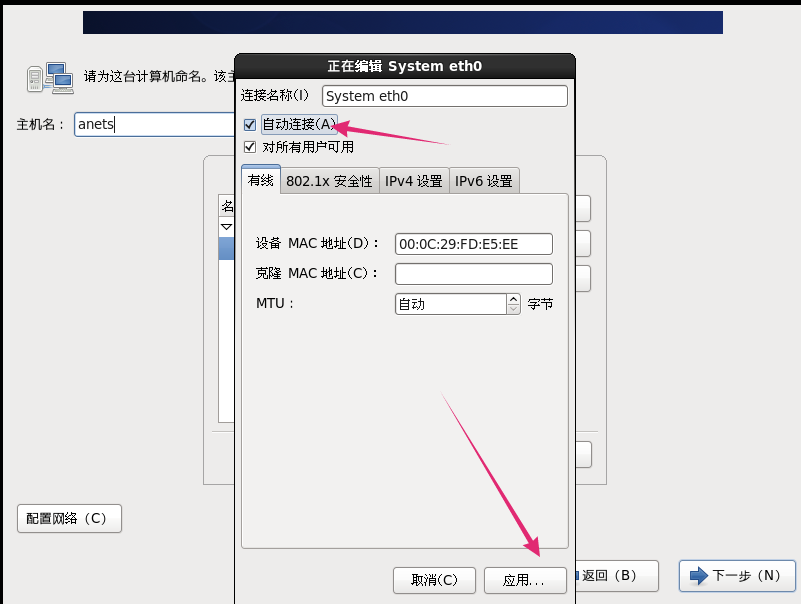 正在编辑 System eth0
请为这台计算机命名。该主
连接名称(I) System eth0
主机名： anets
自动连接(A)
对所有用户可用
有线 802.1x 安全性 IPv4 设置 IPv6 设置
名
设备 MAC 地址(D)： 00:0C:29:FD:E5:EE
克隆 MAC 地址(C)：
MTU： 自动 字节
配置网络（C）
取消(C) 应用... 返回（B） 下一步（N）